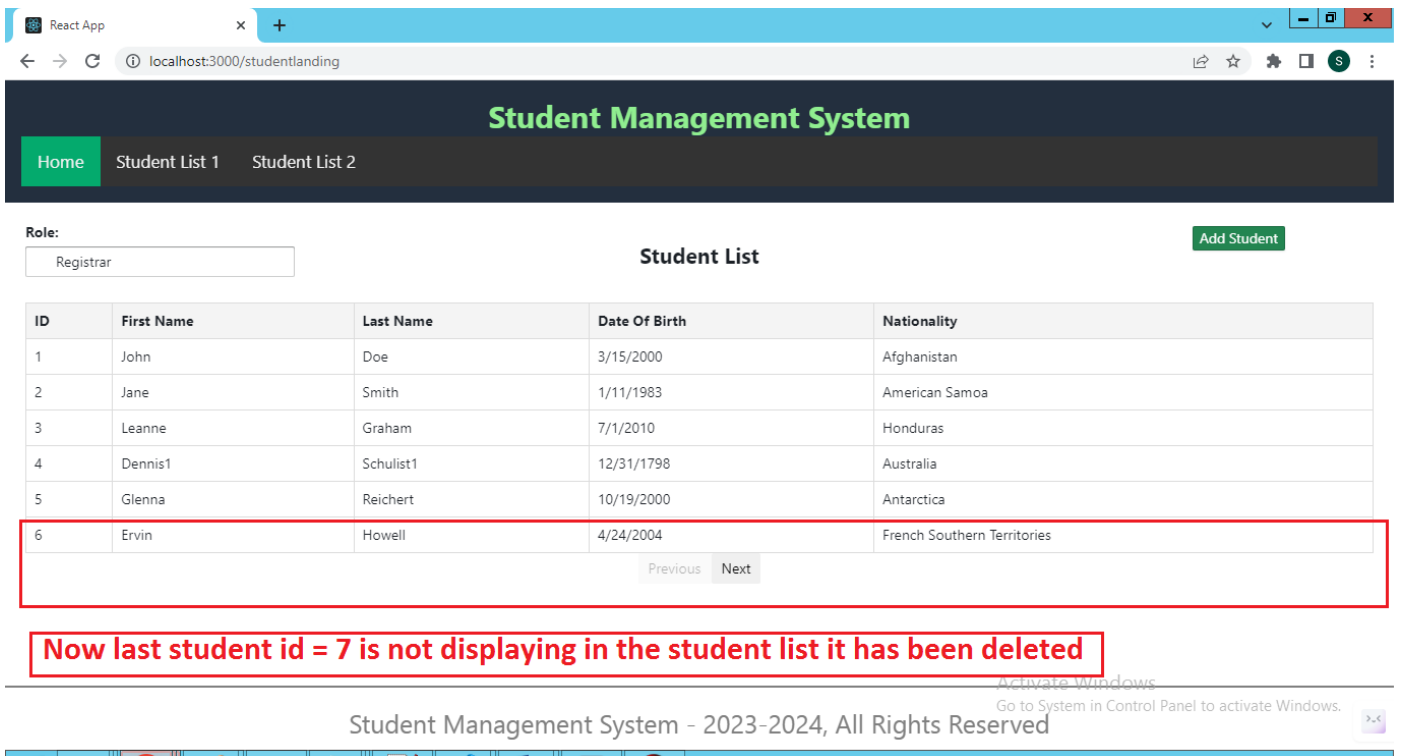 React App
localhost:3000/studentlanding
S
Student Management System
Home Student List 1 Student List 2
Role:
Registrar
Student List
Add Student
ID First Name Last Name Date Of Birth Nationality
1 John Doe 3/15/2000 Afghanistan
2 Jane Smith 1/11/1983 American Samoa
3 Leanne Graham 7/1/2010 Honduras
4 Dennis1 Schulist1 12/31/1798 Australia
5 Glenna Reichert 10/19/2000 Antarctica
6 Ervin Howell 4/24/2004 French Southern Territories
Previous Next
Now last student id = 7 is not displaying in the student list it has been deleted
Activate Windows
Go to System in Control Panel to activate Windows.
Student Management System - 2023-2024, All Rights Reserved